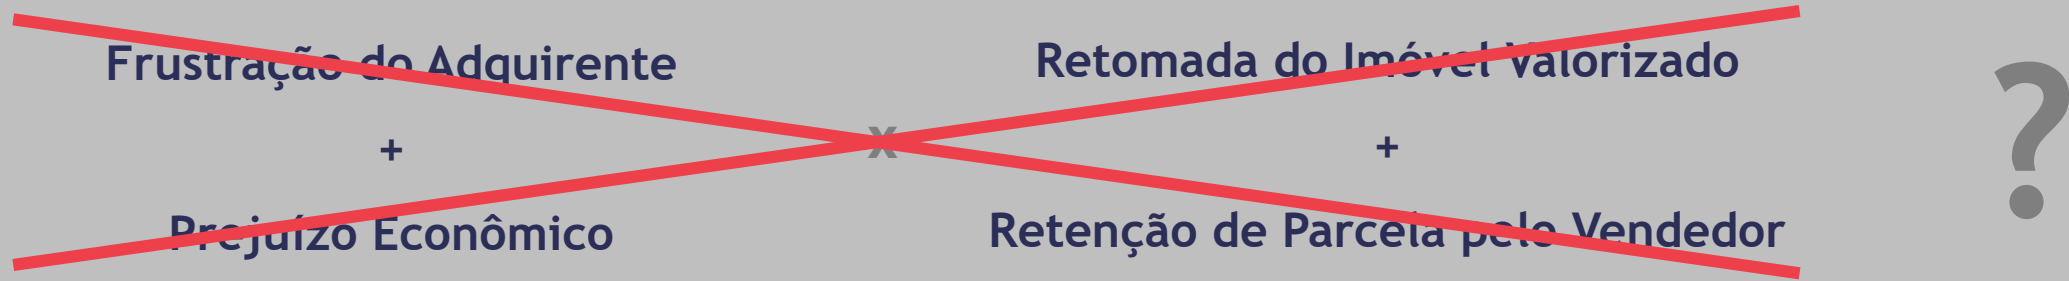 Frustração do Adquirente
+
Prejuízo Econômico
x
Retomada do Imóvel Valorizado
+
Retenção de Parcela pelo Vendedor
?